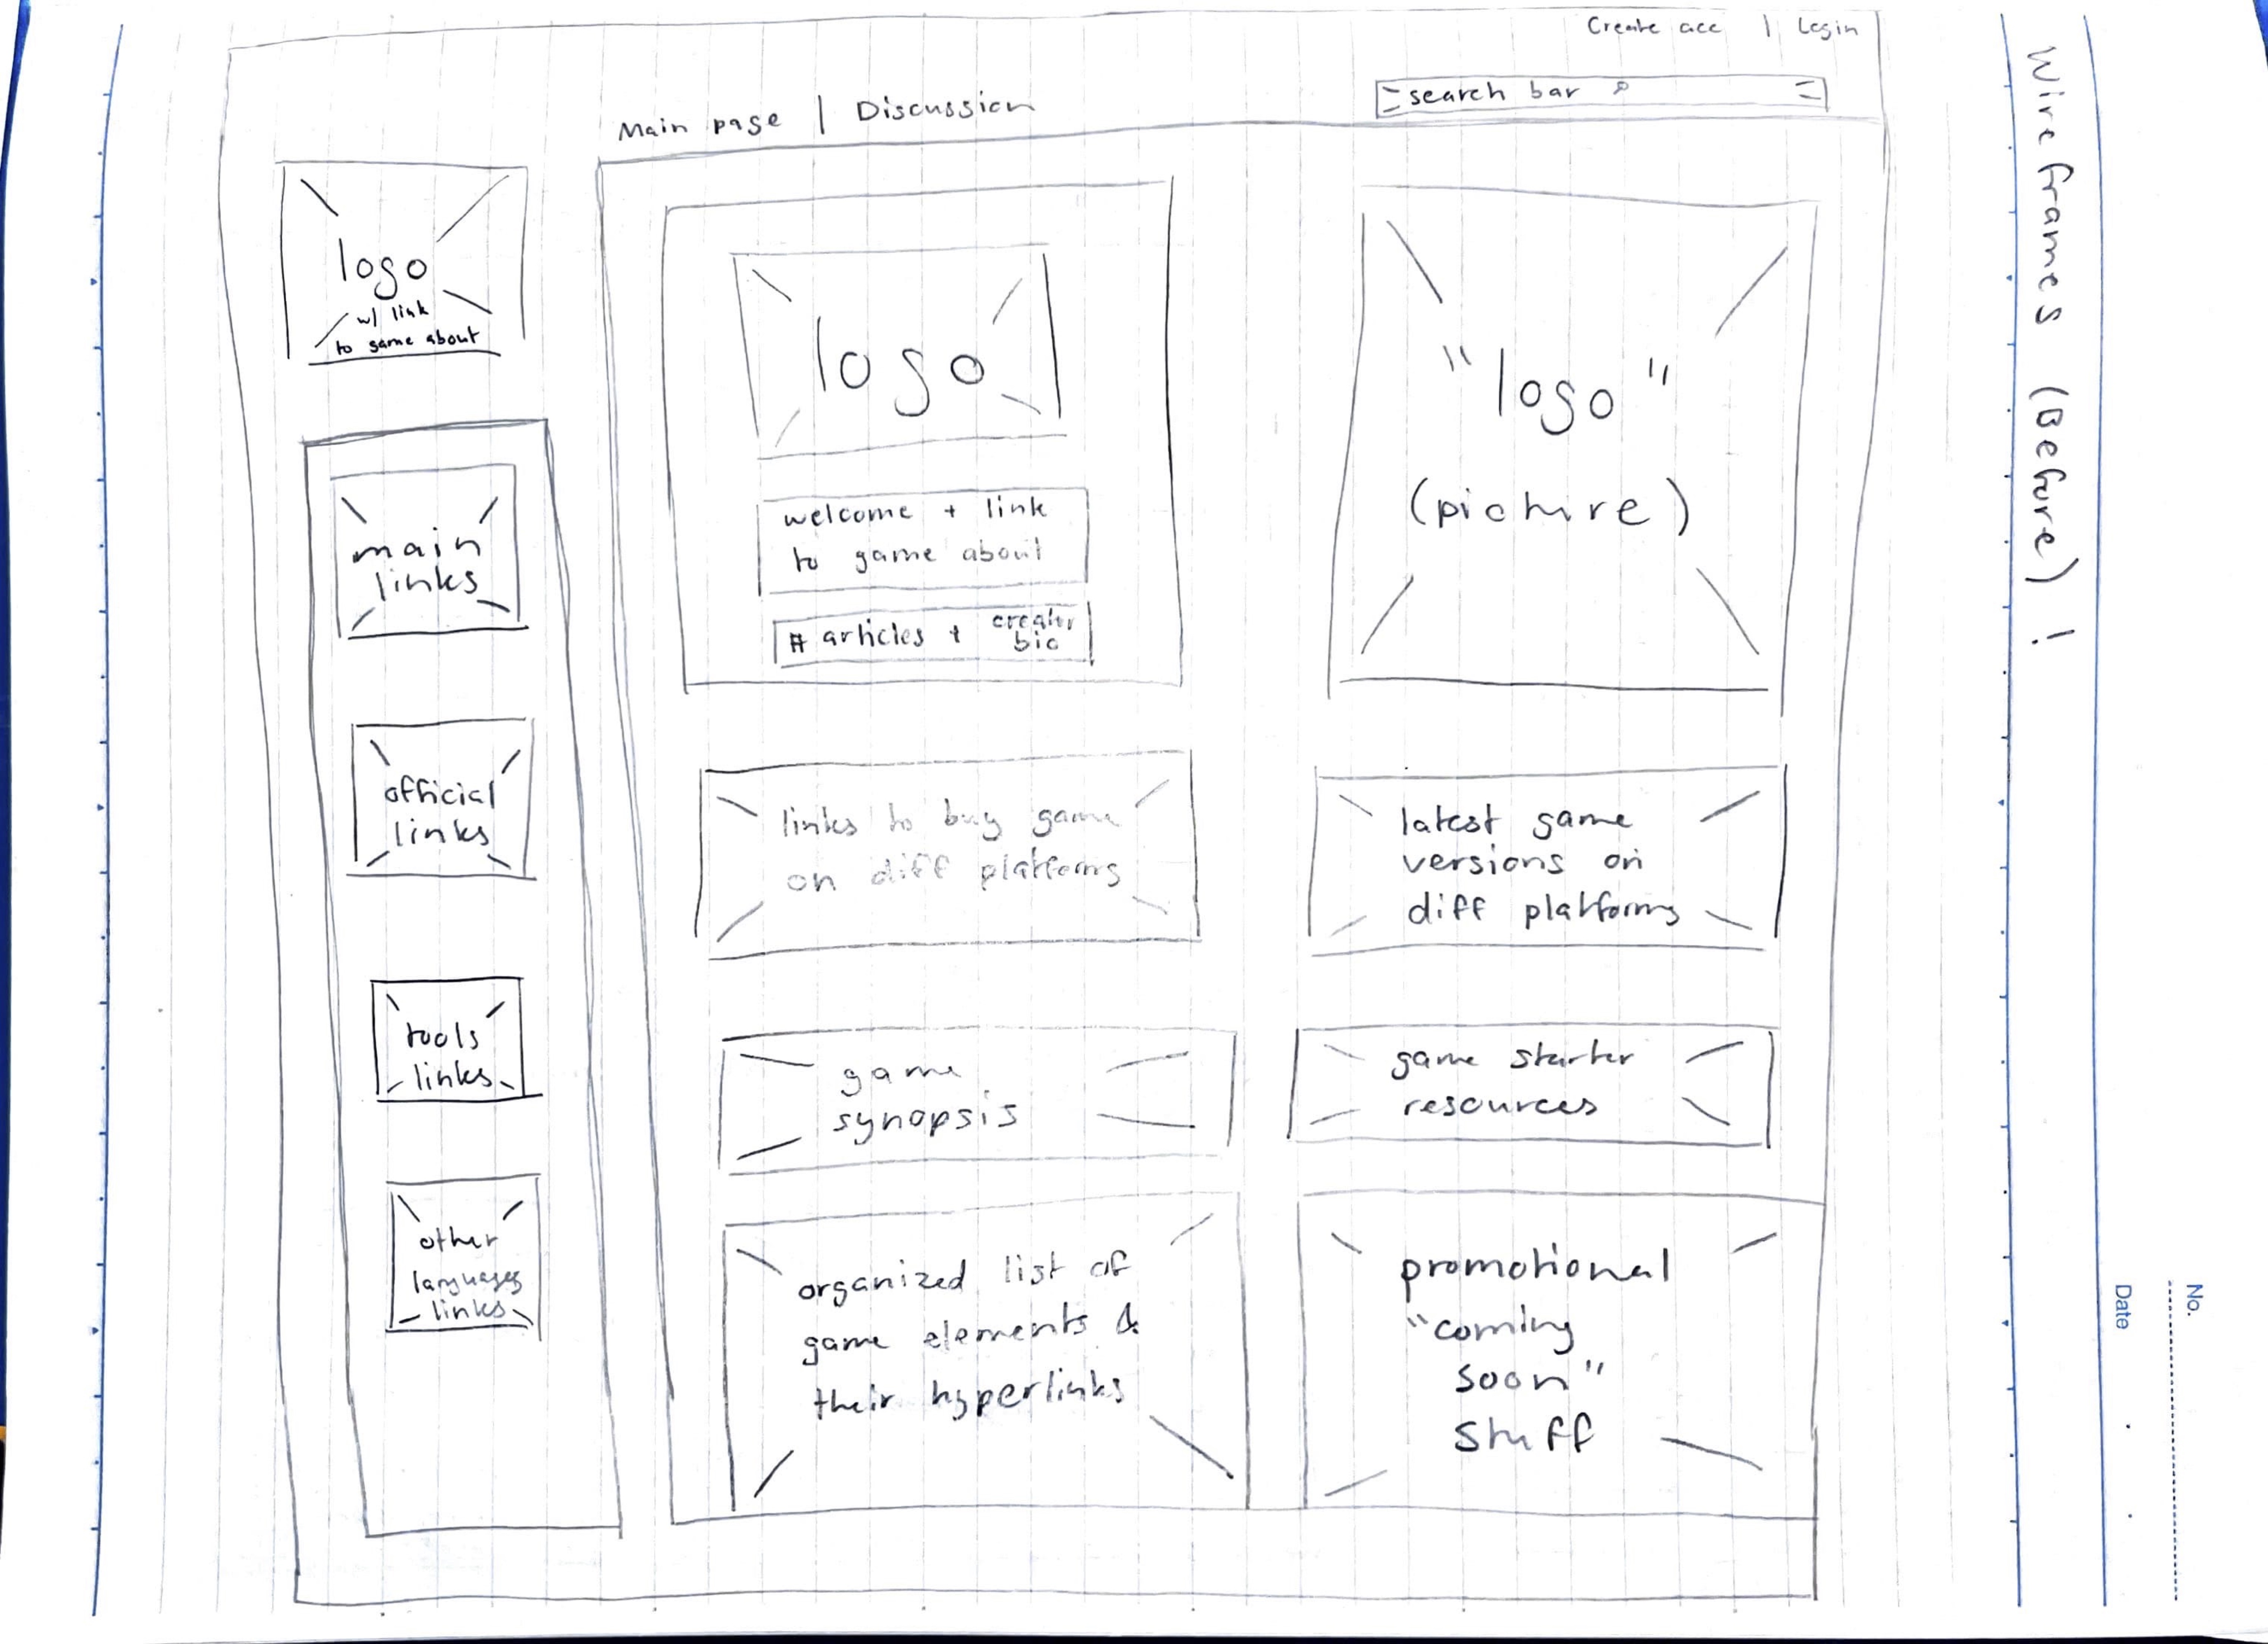 Create acc | Login
Main page | Discussion
search bar
logo
w/ link
to game about
main
links
official
links
tools
links
other
languages
links
logo
welcome + link
to game about
# articles + creator
bio
"logo"
(picture)
links to buy game
on diff platforms
latest game
versions on
diff platforms
game
synopsis
game starter
resources
organized list of
game elements &
their hyperlinks
promotional
"coming
soon"
stuff
Wireframes (Before) !
No.
Date